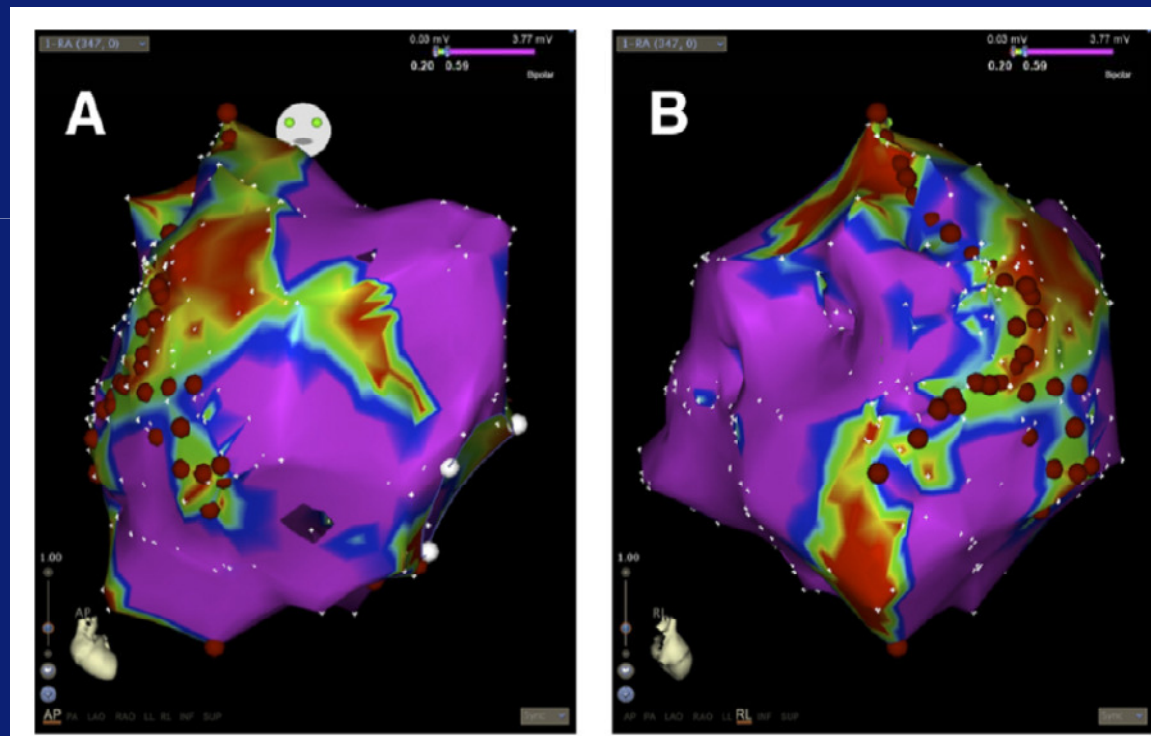 1-RA (347, 0)
0.03 mV 3.77 mV
0.20 0.59
Bipolar
A
1.00
AP
AP PA LAO RAO LL RL INF SUP
Sync
1-RA (347, 0)
0.03 mV 3.77 mV
0.20 0.59
Bipolar
B
1.00
RL
AP PA LAO RAO LL RL INF SUP
Sync